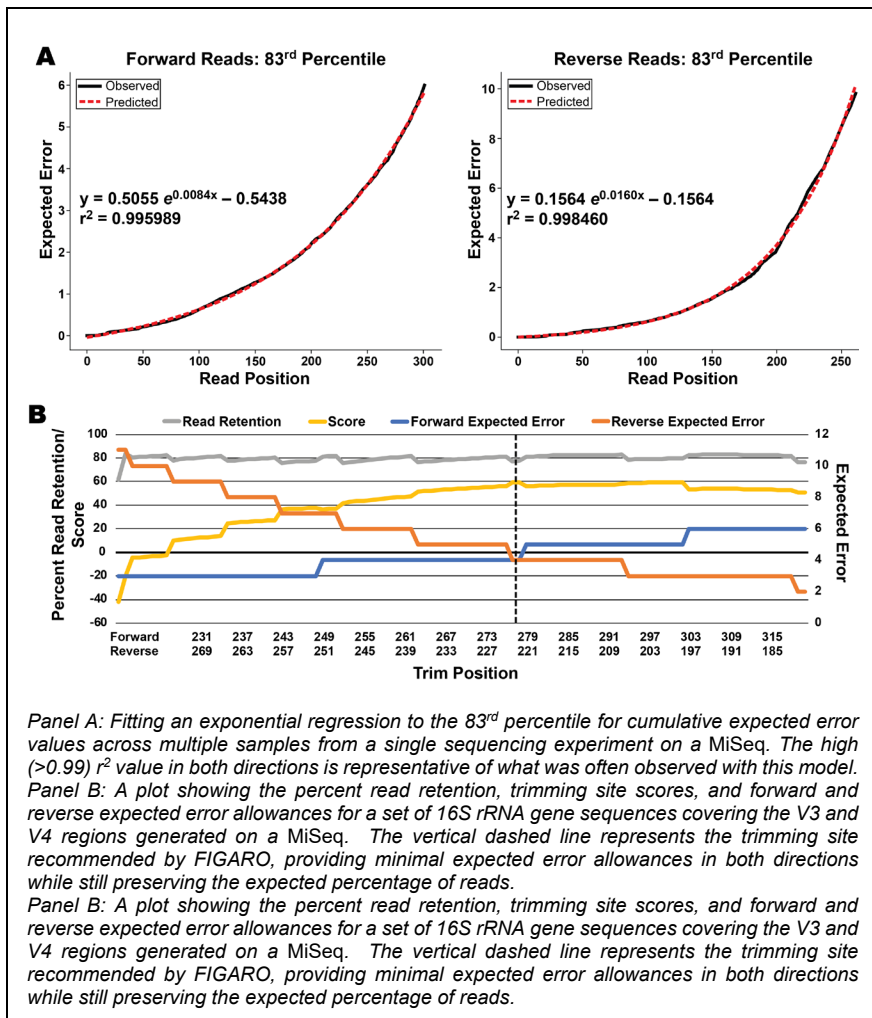 A
Forward Reads: 83rd Percentile
Observed
Predicted
y = 0.5055 e0.0084x – 0.5438
r2 = 0.995989
Expected Error
6
5
4
3
2
1
0
0 50 100 150 200 250 300
Read Position
Reverse Reads: 83rd Percentile
Observed
Predicted
y = 0.1564 e0.0160x – 0.1564
r2 = 0.998460
Expected Error
10
8
6
4
2
0
0 50 100 150 200 250
Read Position
B
Read Retention Score Forward Expected Error Reverse Expected Error
Percent Read Retention/
Score
100
80
60
40
20
0
-20
-40
-60
12
10
8
6
4
2
0
Expected Error
Forward 231 237 243 249 255 261 267 273 279 285 291 297 303 309 315
Reverse 269 263 257 251 245 239 233 227 221 215 209 203 197 191 185
Trim Position
Panel A: Fitting an exponential regression to the 83rd percentile for cumulative expected error
values across multiple samples from a single sequencing experiment on a MiSeq. The high
(>0.99) r2 value in both directions is representative of what was often observed with this model.
Panel B: A plot showing the percent read retention, trimming site scores, and forward and
reverse expected error allowances for a set of 16S rRNA gene sequences covering the V3 and
V4 regions generated on a MiSeq. The vertical dashed line represents the trimming site
recommended by FIGARO, providing minimal expected error allowances in both directions
while still preserving the expected percentage of reads.
Panel B: A plot showing the percent read retention, trimming site scores, and forward and
reverse expected error allowances for a set of 16S rRNA gene sequences covering the V3 and
V4 regions generated on a MiSeq. The vertical dashed line represents the trimming site
recommended by FIGARO, providing minimal expected error allowances in both directions
while still preserving the expected percentage of reads.